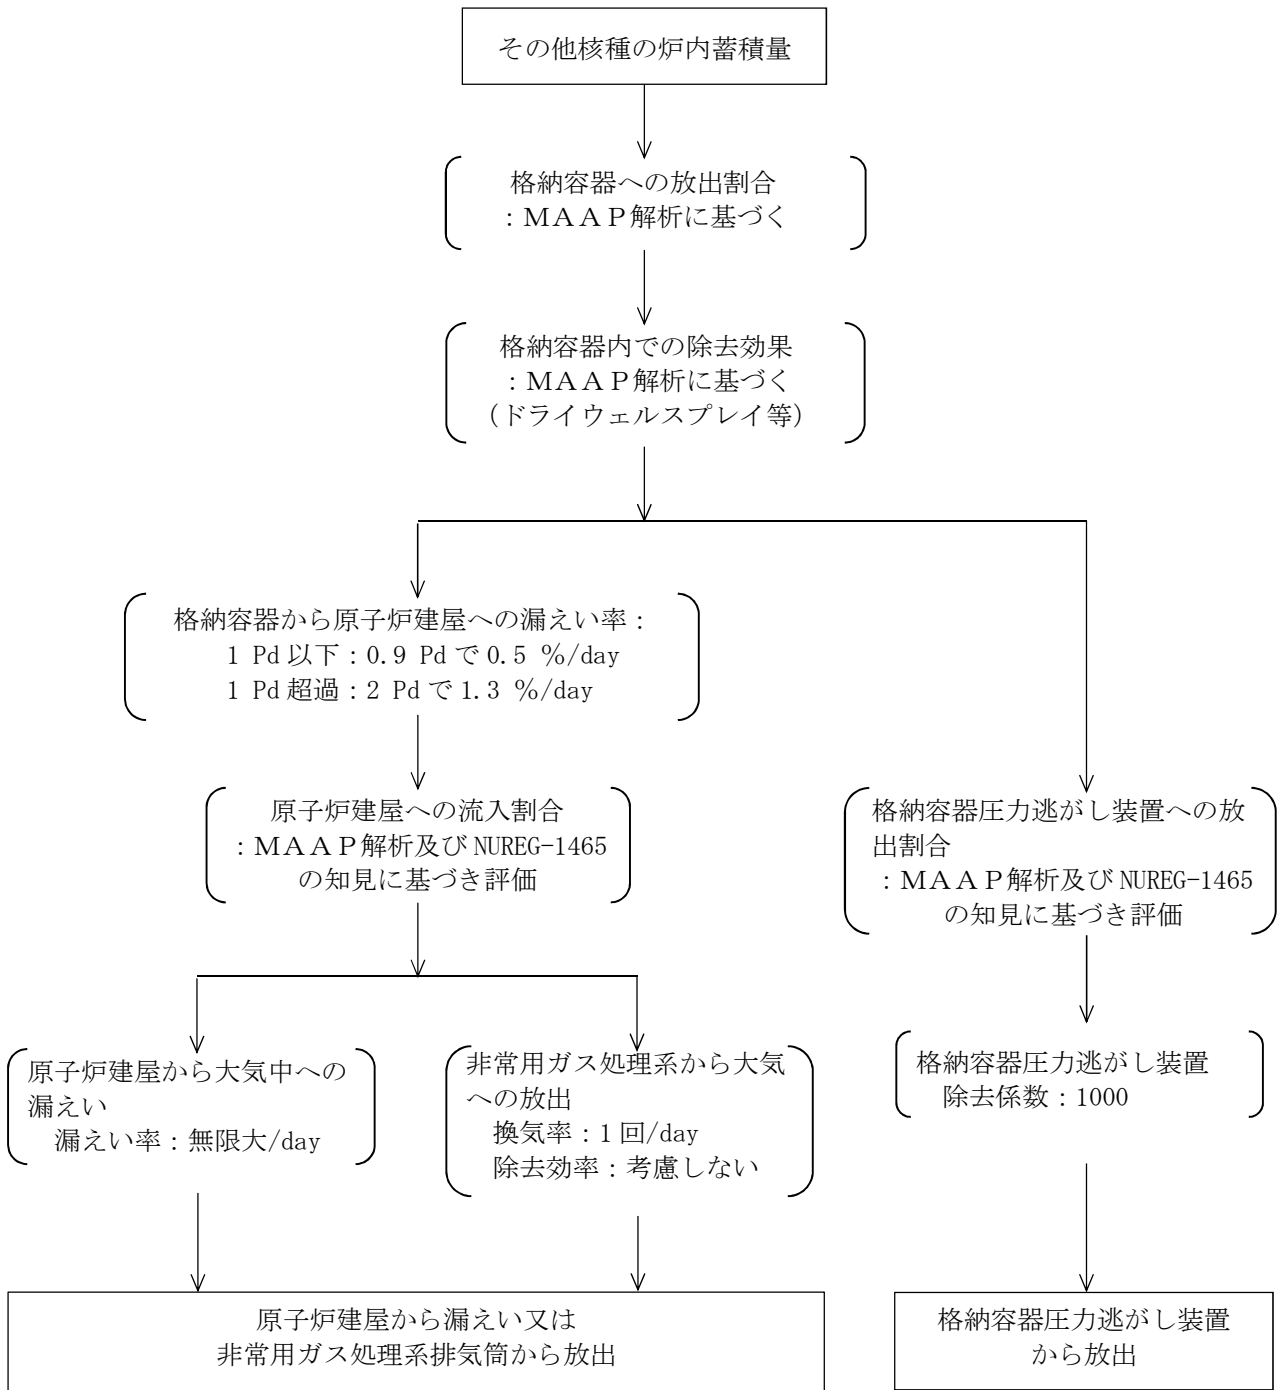 その他核種の炉内蓄積量
格納容器への放出割合
：ＭＡＡＰ解析に基づく
格納容器内での除去効果
：ＭＡＡＰ解析に基づく
（ドライウェルスプレイ等）
格納容器から原子炉建屋への漏えい率：
1 Pd 以下：0.9 Pd で 0.5 %/day
1 Pd 超過：2 Pd で 1.3 %/day
原子炉建屋への流入割合
：ＭＡＡＰ解析及び NUREG-1465
の知見に基づき評価
格納容器圧力逃がし装置への放
出割合
：ＭＡＡＰ解析及び NUREG-1465
の知見に基づき評価
原子炉建屋から大気中への
漏えい
漏えい率：無限大/day
非常用ガス処理系から大気
への放出
換気率：1 回/day
除去効率：考慮しない
格納容器圧力逃がし装置
除去係数：1000
原子炉建屋から漏えい又は
非常用ガス処理系排気筒から放出
格納容器圧力逃がし装置
から放出